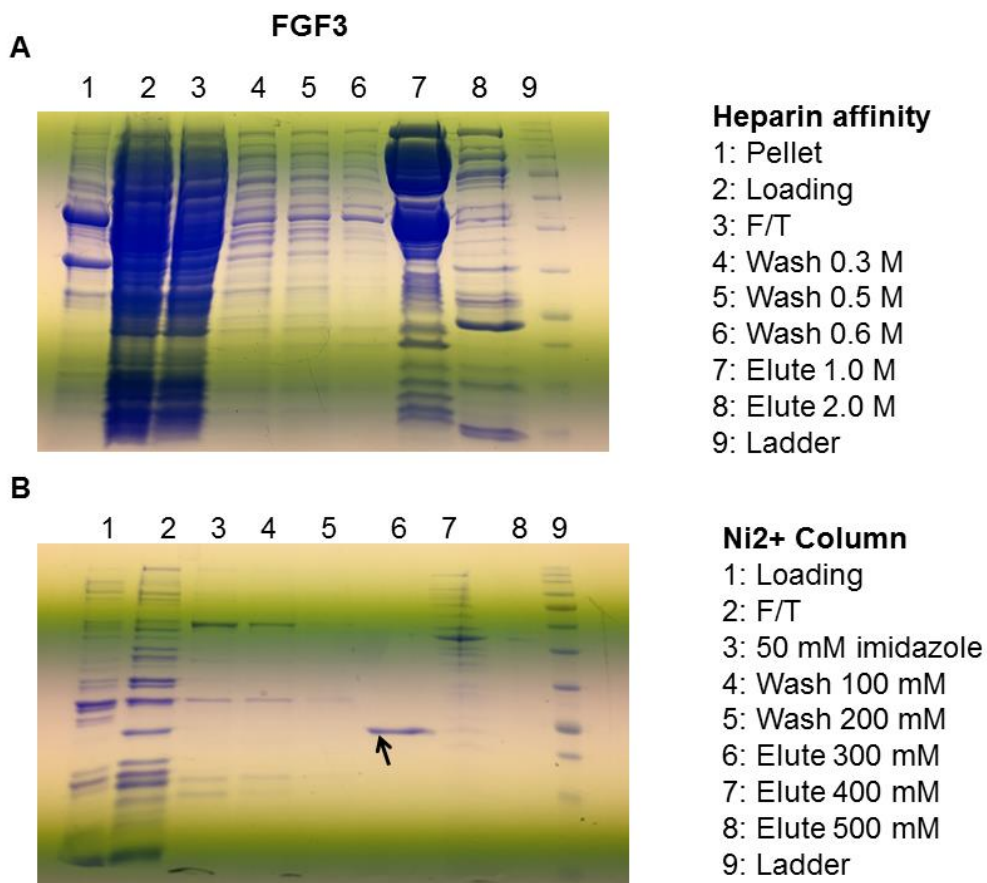 FGF3
A
1 2 3 4 5 6 7 8 9
Heparin affinity
1: Pellet
2: Loading
3: F/T
4: Wash 0.3 M
5: Wash 0.5 M
6: Wash 0.6 M
7: Elute 1.0 M
8: Elute 2.0 M
9: Ladder
B
1 2 3 4 5 6 7 8 9
Ni2+ Column
1: Loading
2: F/T
3: 50 mM imidazole
4: Wash 100 mM
5: Wash 200 mM
6: Elute 300 mM
7: Elute 400 mM
8: Elute 500 mM
9: Ladder